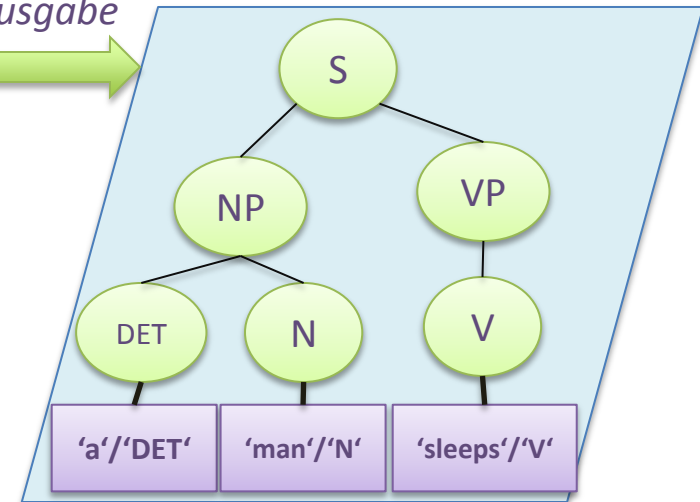 usgabe
S
NP VP
DET N V
‘a‘/‘DET‘ ‘man‘/‘N‘ ‘sleeps‘/‘V‘